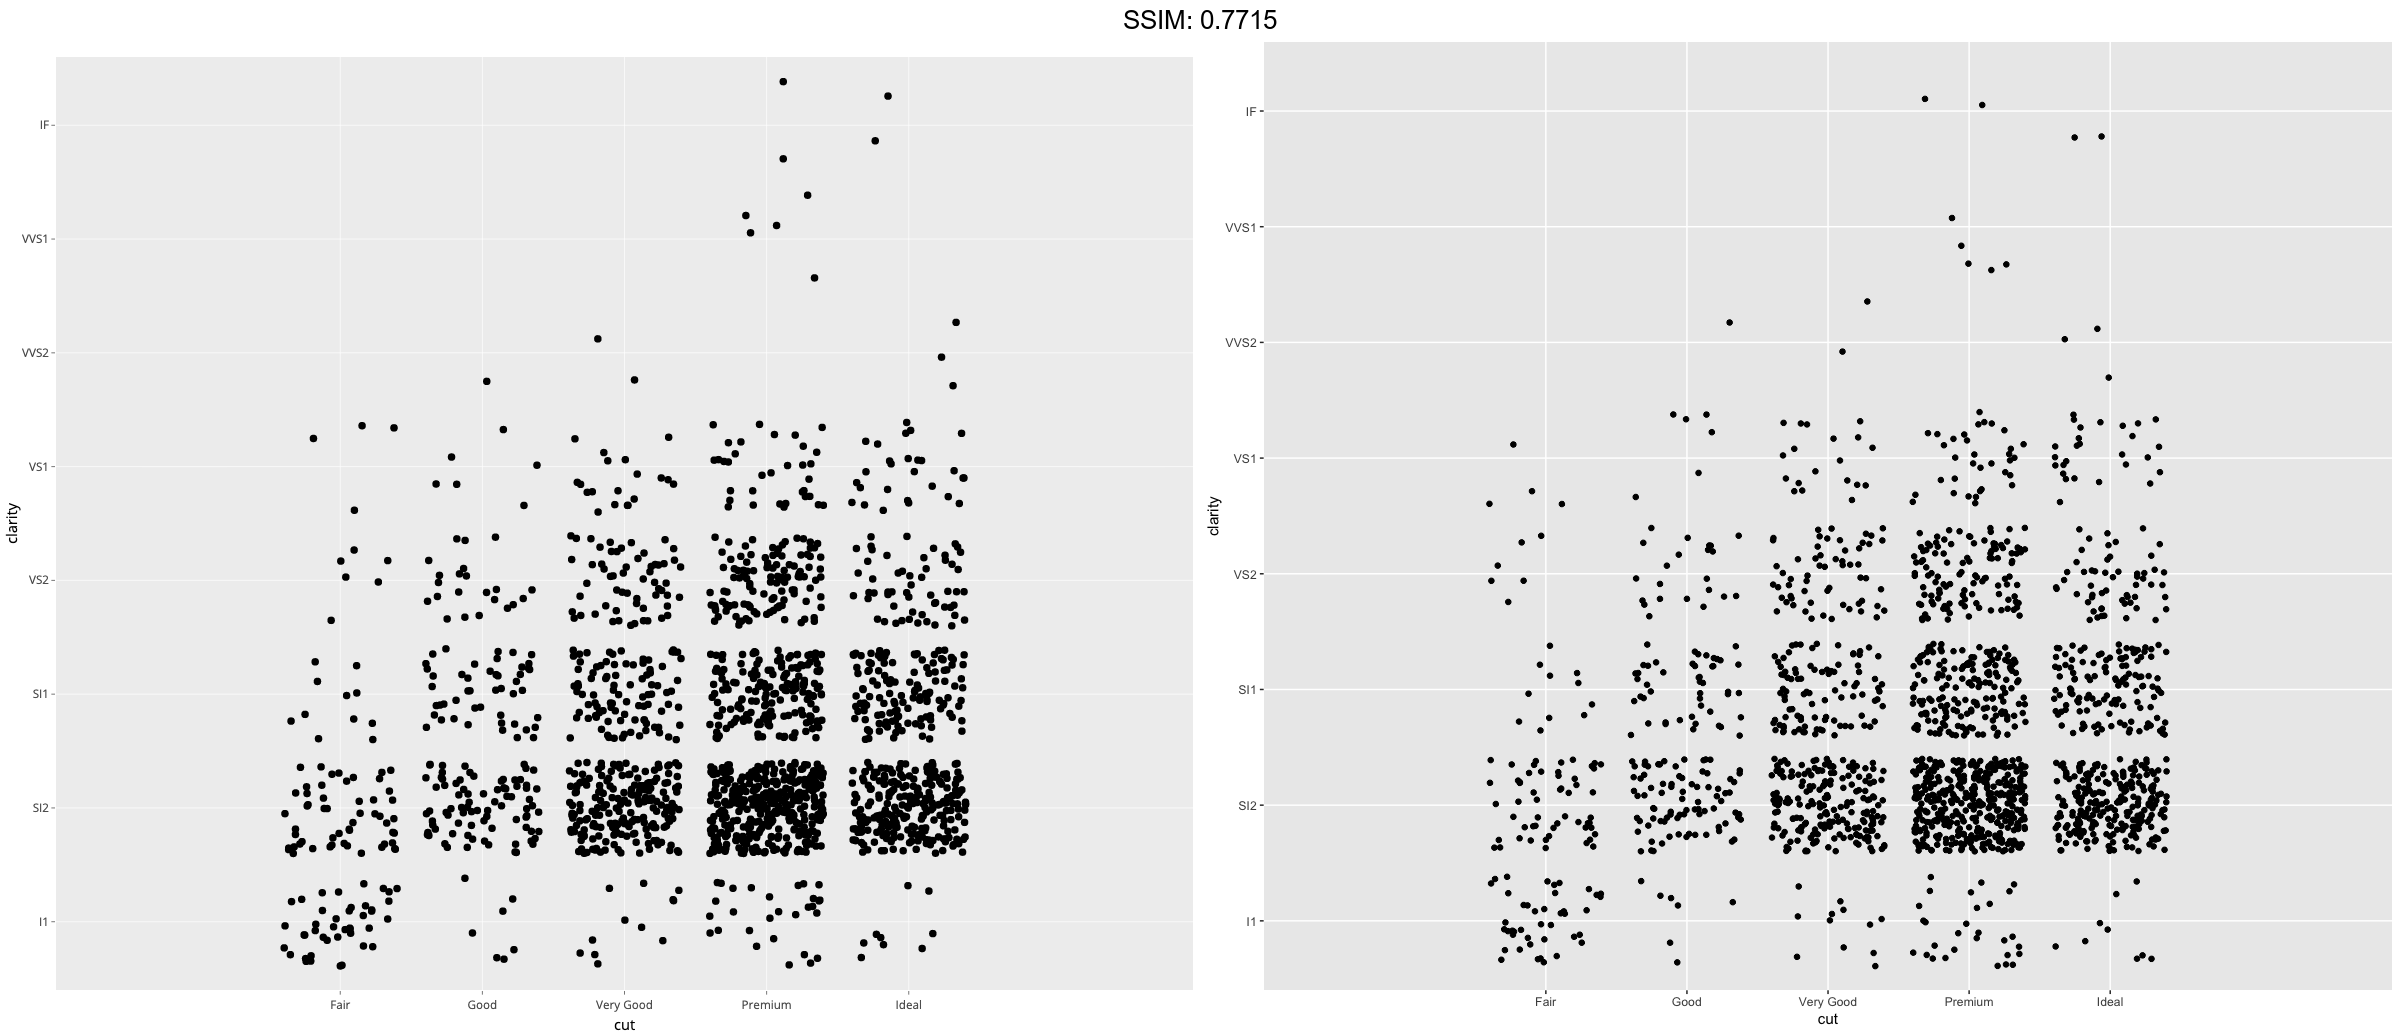 SSIM: 0.7715
IF
VVS1
VVS2
VS1
VS2
SI1
SI2
I1
clarity
Fair Good Very Good Premium Ideal
cut
IF
VVS1
VVS2
VS1
VS2
SI1
SI2
I1
clarity
Fair Good Very Good Premium Ideal
cut